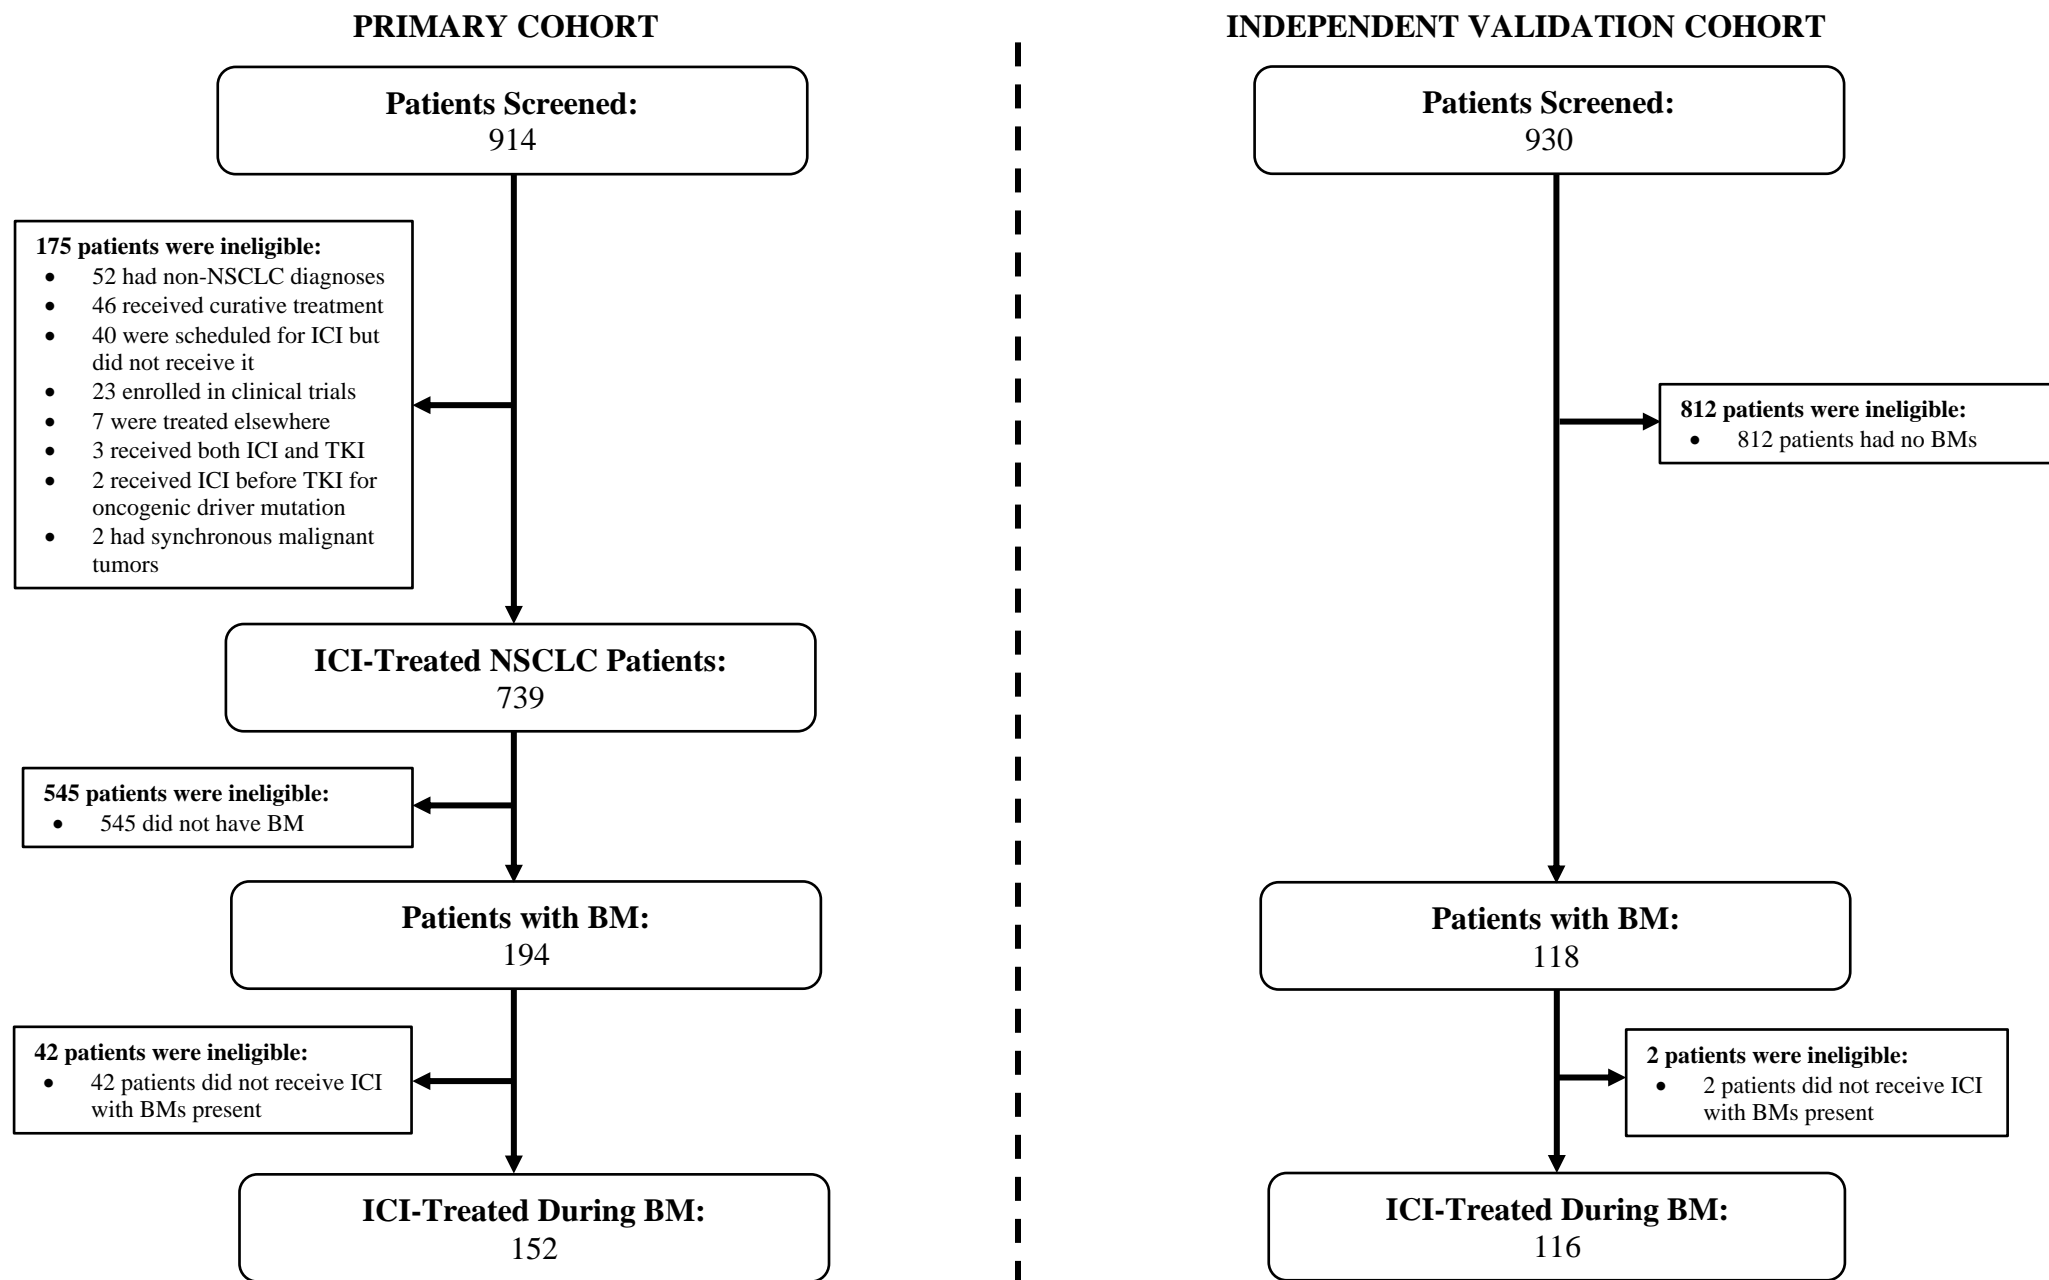 PRIMARY COHORT
Patients Screened:
914
175 patients were ineligible:
• 52 had non-NSCLC diagnoses
• 46 received curative treatment
• 40 were scheduled for ICI but
did not receive it
• 23 enrolled in clinical trials
• 7 were treated elsewhere
• 3 received both ICI and TKI
• 2 received ICI before TKI for
oncogenic driver mutation
• 2 had synchronous malignant
tumors
ICI-Treated NSCLC Patients:
739
545 patients were ineligible:
• 545 did not have BM
Patients with BM:
194
42 patients were ineligible:
• 42 patients did not receive ICI
with BMs present
ICI-Treated During BM:
152
INDEPENDENT VALIDATION COHORT
Patients Screened:
930
812 patients were ineligible:
• 812 patients had no BMs
Patients with BM:
118
2 patients were ineligible:
• 2 patients did not receive ICI
with BMs present
ICI-Treated During BM:
116